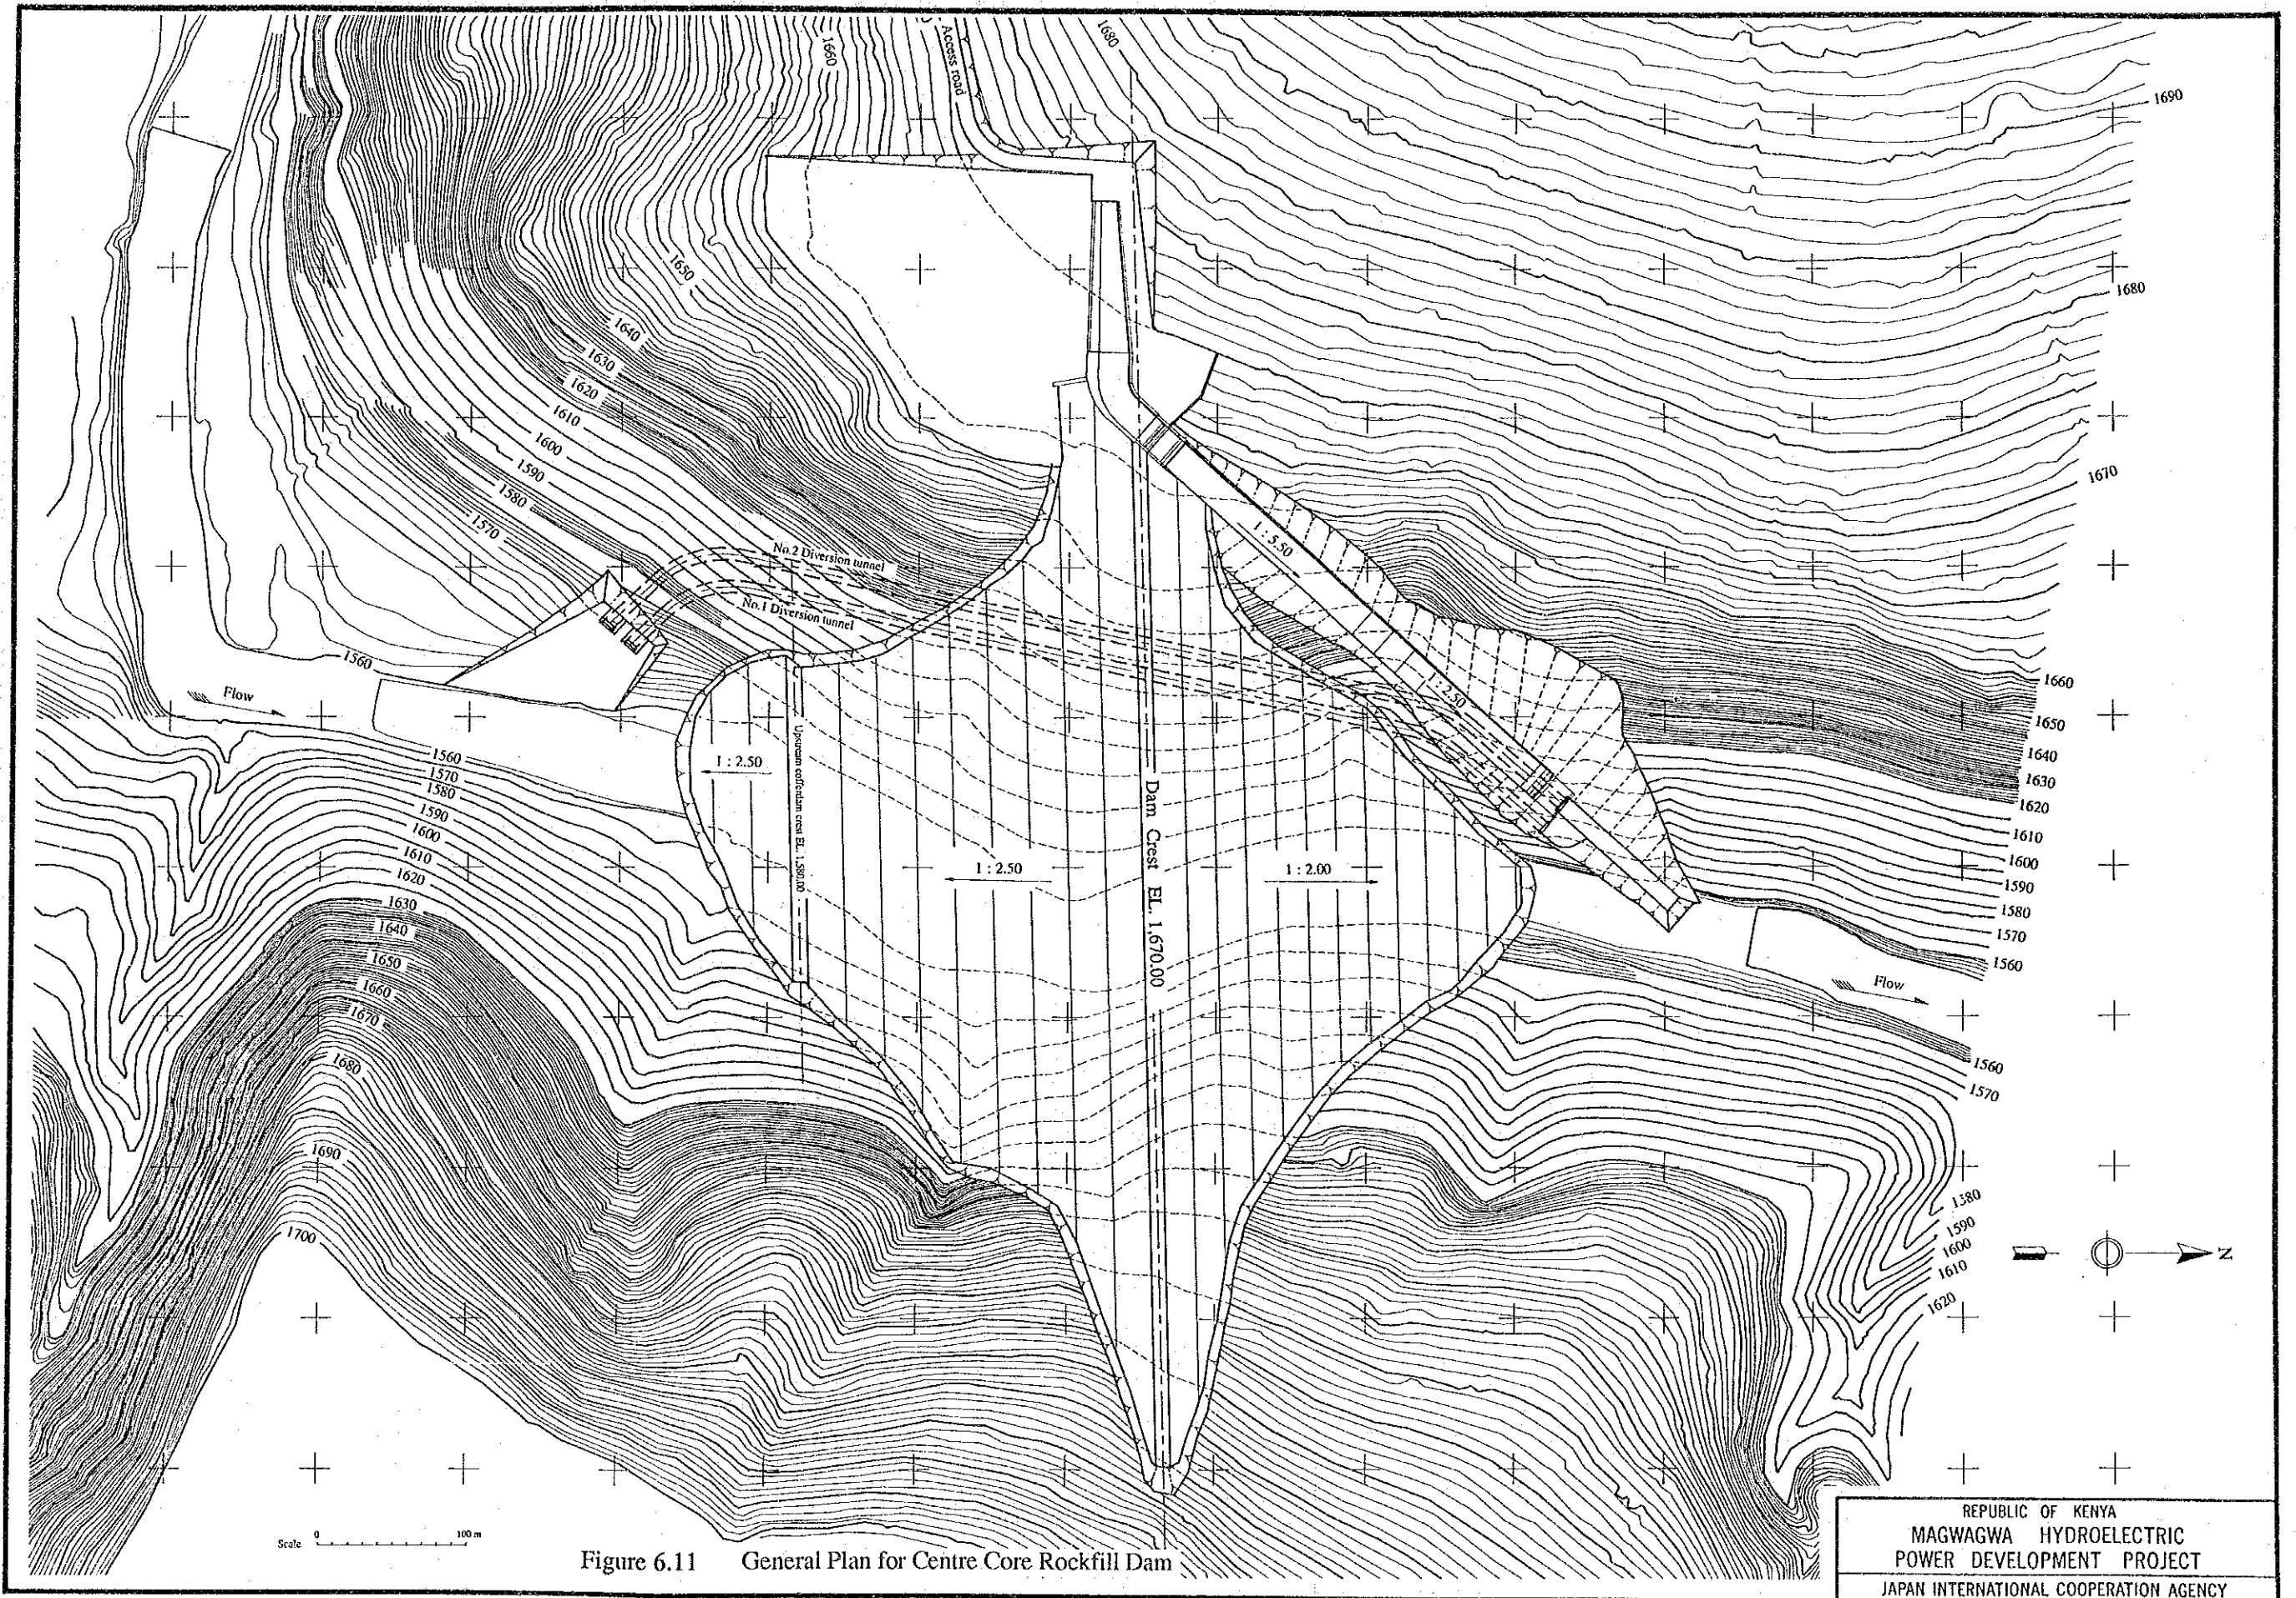 1660
Access road
1680
1690
1680
1650
1640
1630
1620
1610
1600
1590
1580
1570
1670
1 : 5.50
No.2 Diversion tunnel
No.1 Diversion tunnel
1560
Flow
1660
1650
1640
1630
1620
1610
1600
1590
1580
1570
1560
: 2.50
1 : 2.50
Upstream cofferdam crest EL. 1,580.00
Dam Crest EL. 1.670.00
1 : 2.50
1 : 2.00
1560
1570
1580
1590
1600
1610
1620
1630
1640
1650
1660
1670
1680
1690
1700
Flow
1560
1570
1580
1590
1600
1610
1620
N
Scale
0
100 m
Figure 6.11 General Plan for Centre Core Rockfill Dam
REPUBLIC OF KENYA
MAGWAGWA HYDROELECTRIC
POWER DEVELOPMENT PROJECT
JAPAN INTERNATIONAL COOPERATION AGENCY